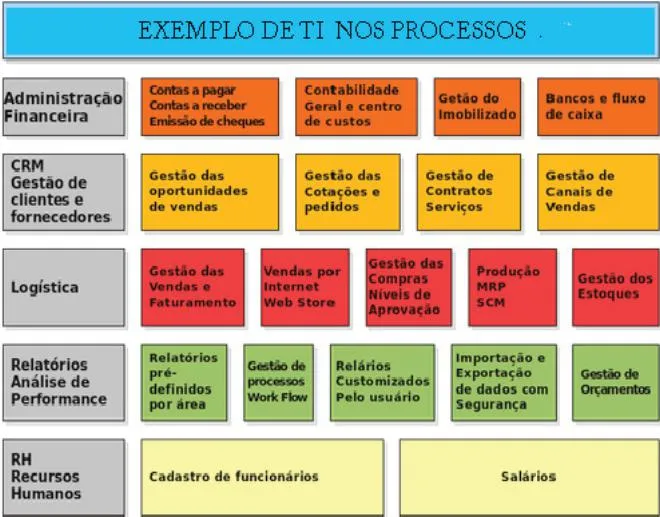 EXEMPLO DE TI NOS PROCESSOS .
Administração
Financeira
Contas a pagar
Contas a receber
Emissão de cheques
Contabilidade
Geral e centro
de custos
Getão do
Imobilizado
Bancos e fluxo
de caixa
CRM
Gestão de
clientes e
fornecedores
Gestão das
oportunidades
de vendas
Gestão das
Cotações e
pedidos
Gestão de
Contratos
Serviços
Gestão de
Canais de
Vendas
Logística
Gestão das
Vendas e
Faturamento
Vendas por
Internet
Web Store
Gestão das
Compras
Níveis de
Aprovação
Produção
MRP
SCM
Gestão dos
Estoques
Relatórios
Análise de
Performance
Relatórios
pré-
definidos
por área
Gestão de
processos
Work Flow
Relários
Customizados
Pelo usuário
Importação e
Exportação
de dados com
Segurança
Gestão de
Orçamentos
RH
Recursos
Humanos
Cadastro de funcionários
Salários